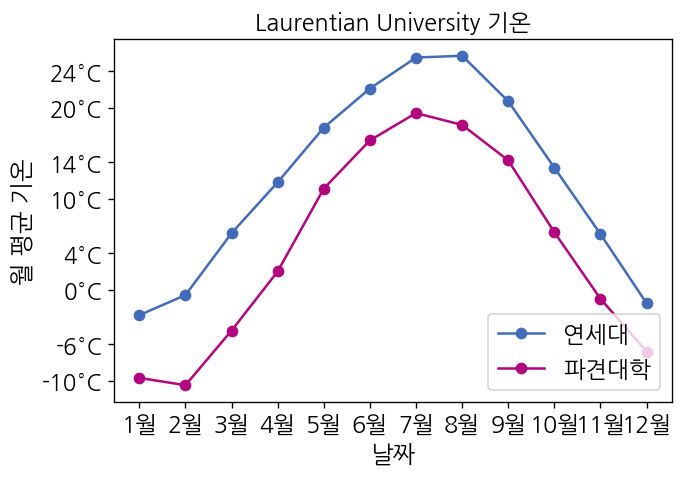 Laurentian University 기온
월 평균 기온
24°C
20°C
14°C
10°C
4°C
0°C
-6°C
-10°C
연세대
파견대학
1월 2월 3월 4월 5월 6월 7월 8월 9월 10월 11월 12월
날짜